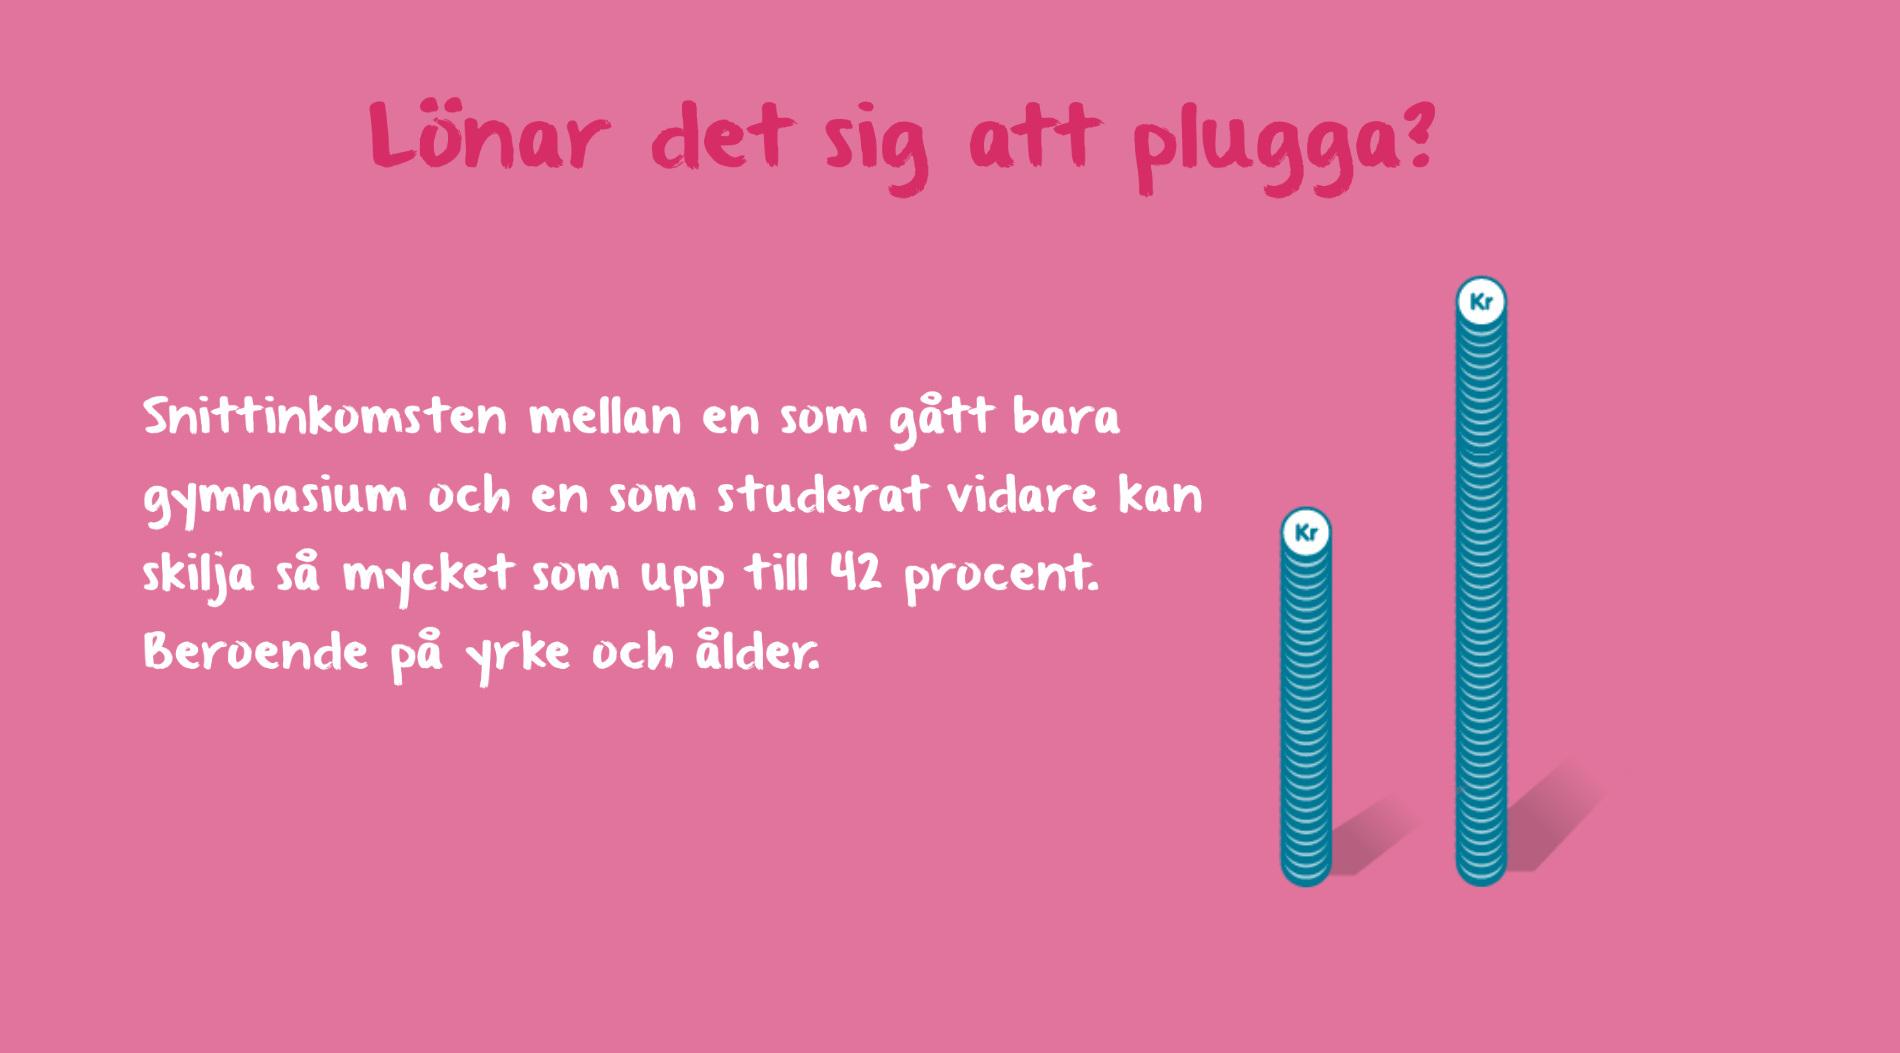 Lönar det sig att plugga?
Kr
Snittinkomsten mellan en som gått bara
gymnasium och en som studerat vidare kan
skilja så mycket som upp till 42 procent.
Beroende på yrke och ålder.
Kr